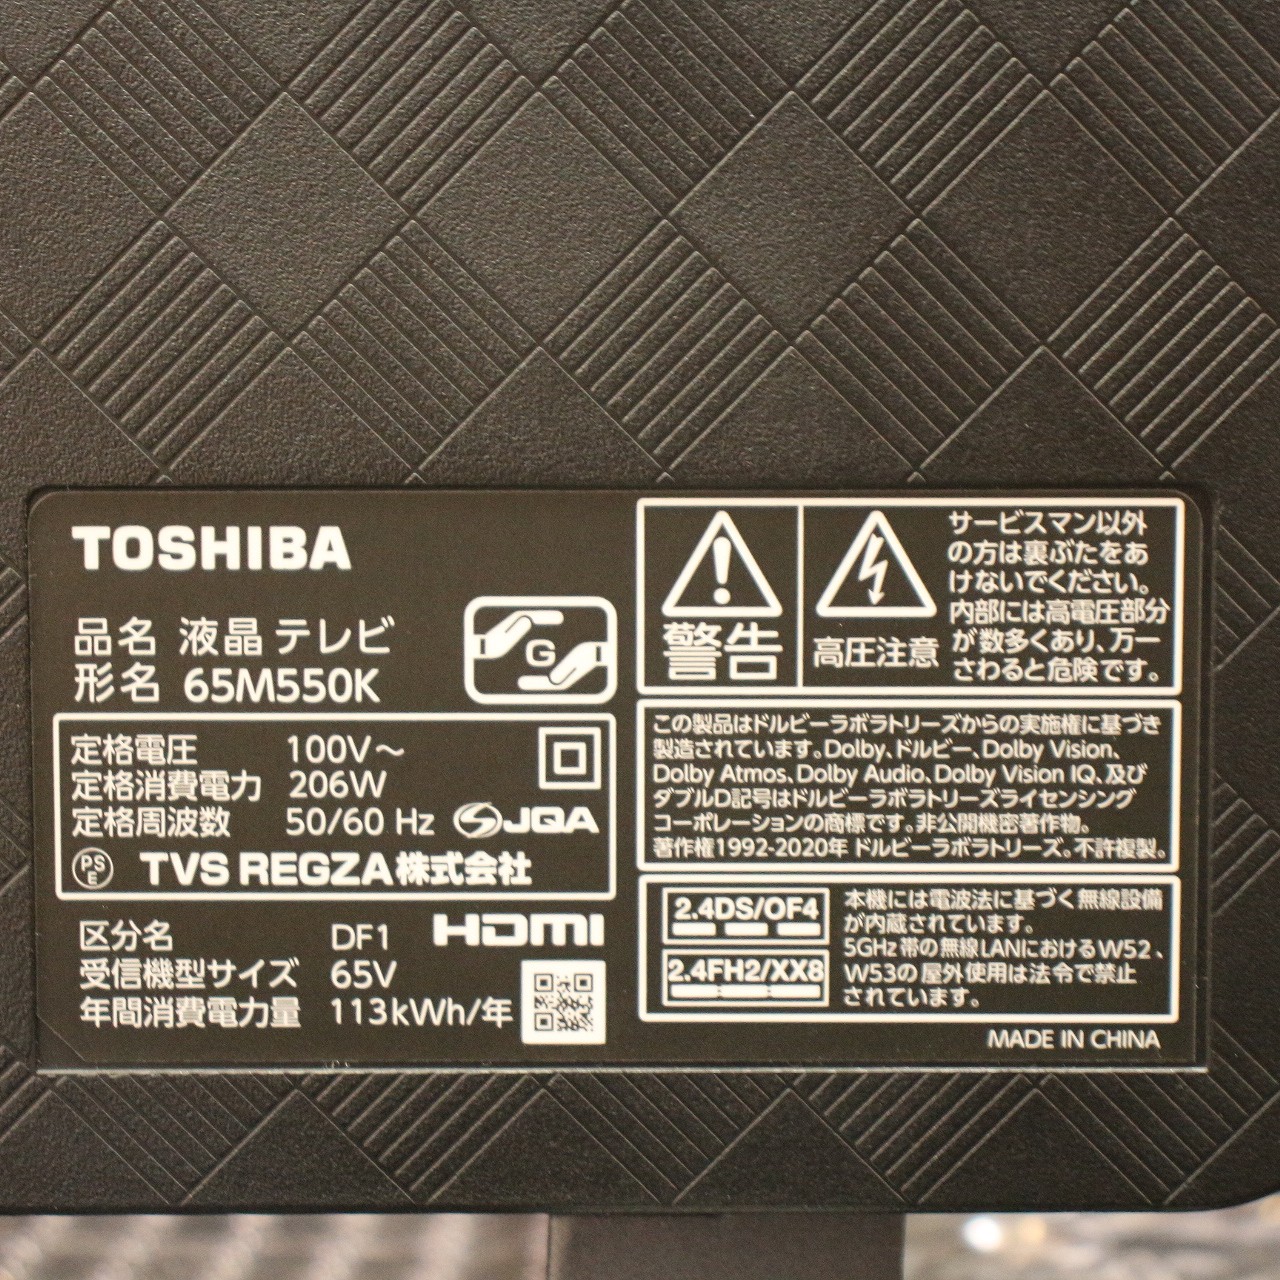 TOSHIBA
品名 液晶 テレビ
形名 65M550K
G
定格電圧 100V～
定格消費電力 206W
定格周波数 50/60 Hz JQA
PSE TVS REGZA株式会社
区分名 DF1 HDMI
受信機型サイズ 65V
年間消費電力量 113kWh/年
警告
高圧注意
サービスマン以外
の方は裏ぶたをあ
けないでください。
内部には高電圧部分
が数多くあり、万一
さわると危険です。
この製品はドルビーラボラトリーズからの実施権に基づき
製造されています。Dolby、ドルビー、Dolby Vision、
Dolby Atmos、Dolby Audio、Dolby Vision IQ、及び
ダブルD記号はドルビーラボラトリーズライセンシング
コーポレーションの商標です。非公開機密著作物。
著作権1992-2020年 ドルビーラボラトリーズ。不許複製。
2.4DS/OF4
2.4FH2/XX8
本機には電波法に基づく無線設備
が内蔵されています。
5GHz帯の無線LANにおけるW52、
W53の屋外使用は法令で禁止
されています。
MADE IN CHINA